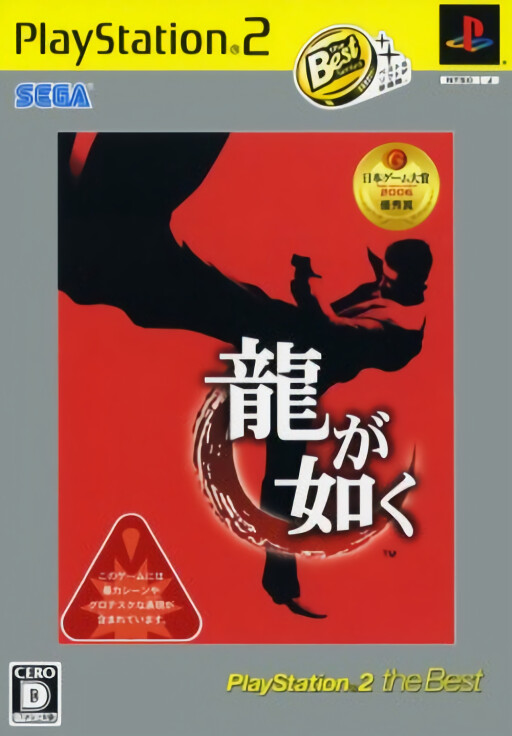 PlayStation®2
the Best
NTSC J
SEGA®
日本ゲーム大賞
2006
優秀賞
龍が如く
TM
このゲームには
暴力シーンや
グロテスクな表現が
含まれています。
CERO
D
PlayStation®2 the Best